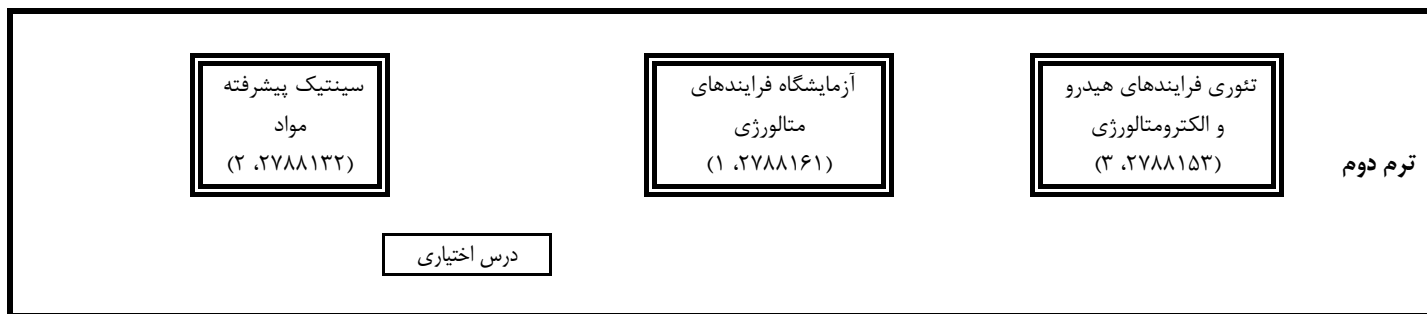 ترم دوم
تئوری فرایندهای هیدرو
و الکترومتالورژی
(۲۷۸۸۱۵۳، ۳)
آزمایشگاه فرایندهای
متالورژی
(۲۷۸۸۱۶۱، ۱)
سینتیک پیشرفته
مواد
(۲۷۸۸۱۳۲، ۲)
درس اختیاری